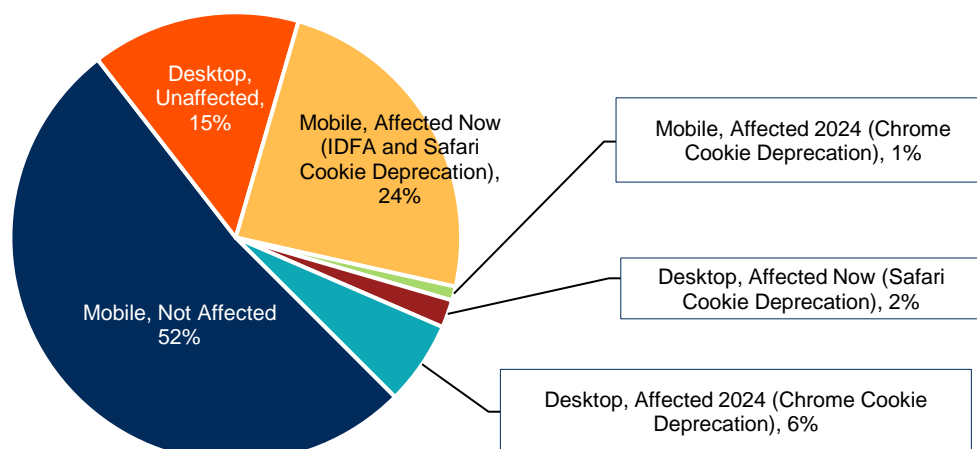 Desktop,
Unaffected,
15%
Mobile, Affected Now
(IDFA and Safari
Cookie Deprecation),
24%
Mobile, Affected 2024 (Chrome
Cookie Deprecation), 1%
Desktop, Affected Now (Safari
Cookie Deprecation), 2%
Mobile, Not Affected
52%
Desktop, Affected 2024 (Chrome Cookie
Deprecation), 6%